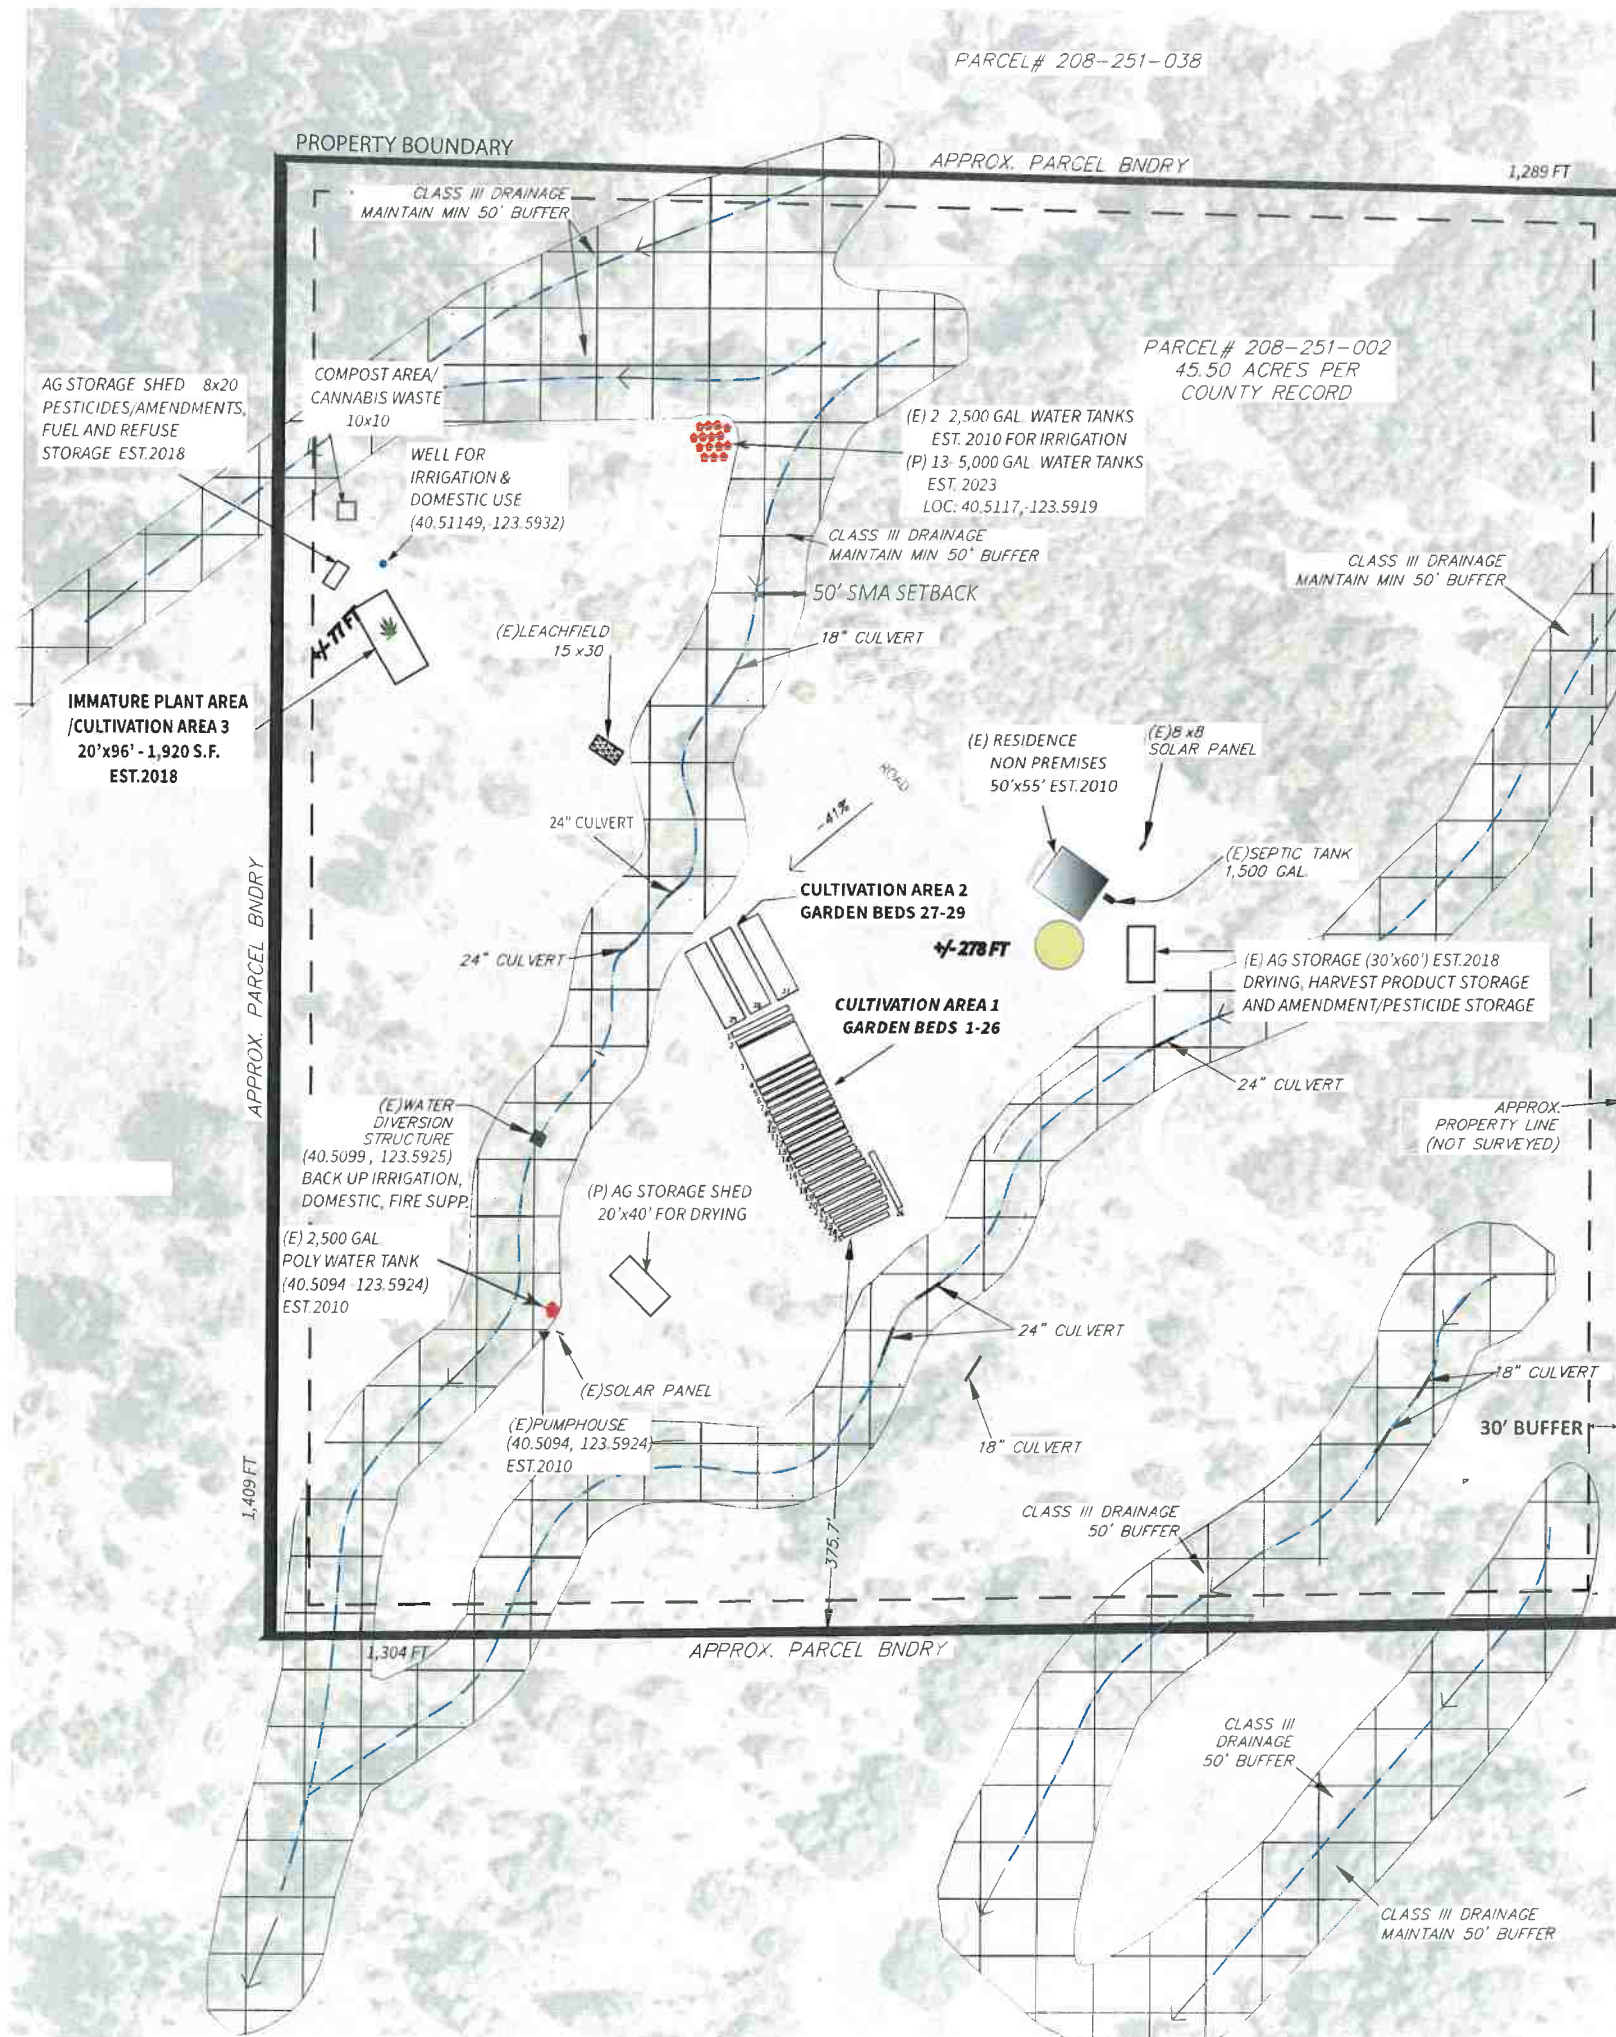 PARCEL# 208-251-038
PROPERTY BOUNDARY
APPROX. PARCEL BNDRY
1,289 FT
CLASS III DRAINAGE
MAINTAIN MIN 50' BUFFER
PARCEL# 208-251-002
45.50 ACRES PER
COUNTY RECORD
AG STORAGE SHED 8x20
PESTICIDES/AMENDMENTS,
FUEL AND REFUSE
STORAGE EST.2018
COMPOST AREA/
CANNABIS WASTE
10x10
WELL FOR
IRRIGATION &
DOMESTIC USE
(40.51149,-123.5932)
(E) 2 2,500 GAL. WATER TANKS
EST. 2010 FOR IRRIGATION
(P) 13- 5,000 GAL. WATER TANKS
EST. 2023
LOC: 40.5117,-123.5919
CLASS III DRAINAGE
MAINTAIN MIN 50' BUFFER
CLASS III DRAINAGE
MAINTAIN MIN 50' BUFFER
50' SMA SETBACK
+/-77 FT
(E)LEACHFIELD
15 x30
18" CULVERT
IMMATURE PLANT AREA
/CULTIVATION AREA 3
20'x96' - 1,920 S.F.
EST.2018
(E) RESIDENCE
NON PREMISES
50'x55' EST.2010
(E)8 x8
SOLAR PANEL
ROAD
-41%
24" CULVERT
(E)SEPTIC TANK
1,500 GAL.
CULTIVATION AREA 2
GARDEN BEDS 27-29
+/-278 FT
24" CULVERT
(E) AG STORAGE (30'x60') EST.2018
DRYING, HARVEST PRODUCT STORAGE
AND AMENDMENT/PESTICIDE STORAGE
APPROX. PARCEL BNDRY
CULTIVATION AREA 1
GARDEN BEDS 1-26
24" CULVERT
(E)WATER
DIVERSION
STRUCTURE
(40.5099, 123.5925)
BACK UP IRRIGATION,
DOMESTIC, FIRE SUPP.
APPROX.
PROPERTY LINE
(NOT SURVEYED)
(P) AG STORAGE SHED
20'x40' FOR DRYING
(E) 2,500 GAL.
POLY WATER TANK
(40.5094 -123.5924)
EST.2010
24" CULVERT
(E)SOLAR PANEL
18" CULVERT
(E)PUMPHOUSE
(40.5094, 123.5924)
EST.2010
18" CULVERT
30' BUFFER
1,409 FT
CLASS III DRAINAGE
50' BUFFER
375.7'
1,304 FT
APPROX. PARCEL BNDRY
CLASS III
DRAINAGE
50' BUFFER
CLASS III DRAINAGE
MAINTAIN 50' BUFFER